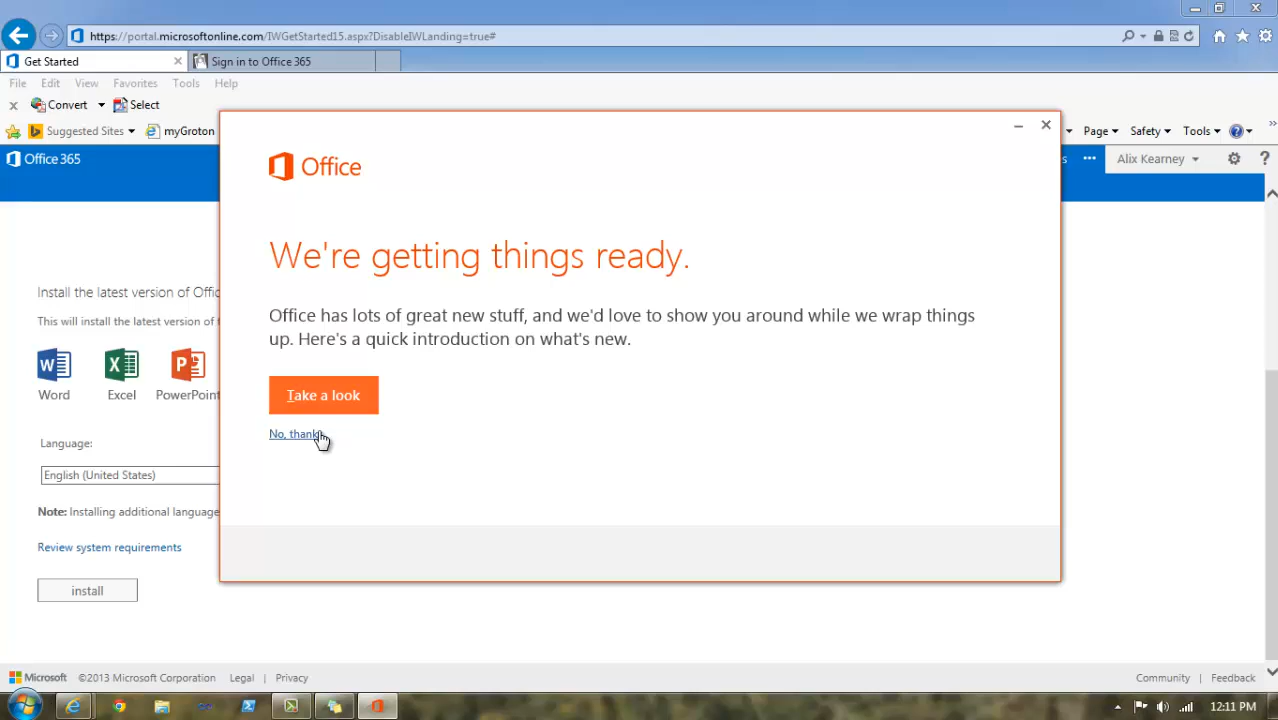 https://portal.microsoftonline.com/IWGetStarted15.aspx?DisableIWLanding=true#
Get Started
Sign in to Office 365
File Edit View Favorites Tools Help
Convert Select
Suggested Sites myGroton Page Safety Tools
Office 365 Alix Kearney
Office
We're getting things ready.
Office has lots of great new stuff, and we'd love to show you around while we wrap things
up. Here's a quick introduction on what's new.
Take a look
No, thanks
Install the latest version of Offic
This will install the latest version of
Word Excel PowerPoint
Language:
English (United States)
Note: Installing additional language
Review system requirements
install
Microsoft ©2013 Microsoft Corporation Legal Privacy Community Feedback
12:11 PM